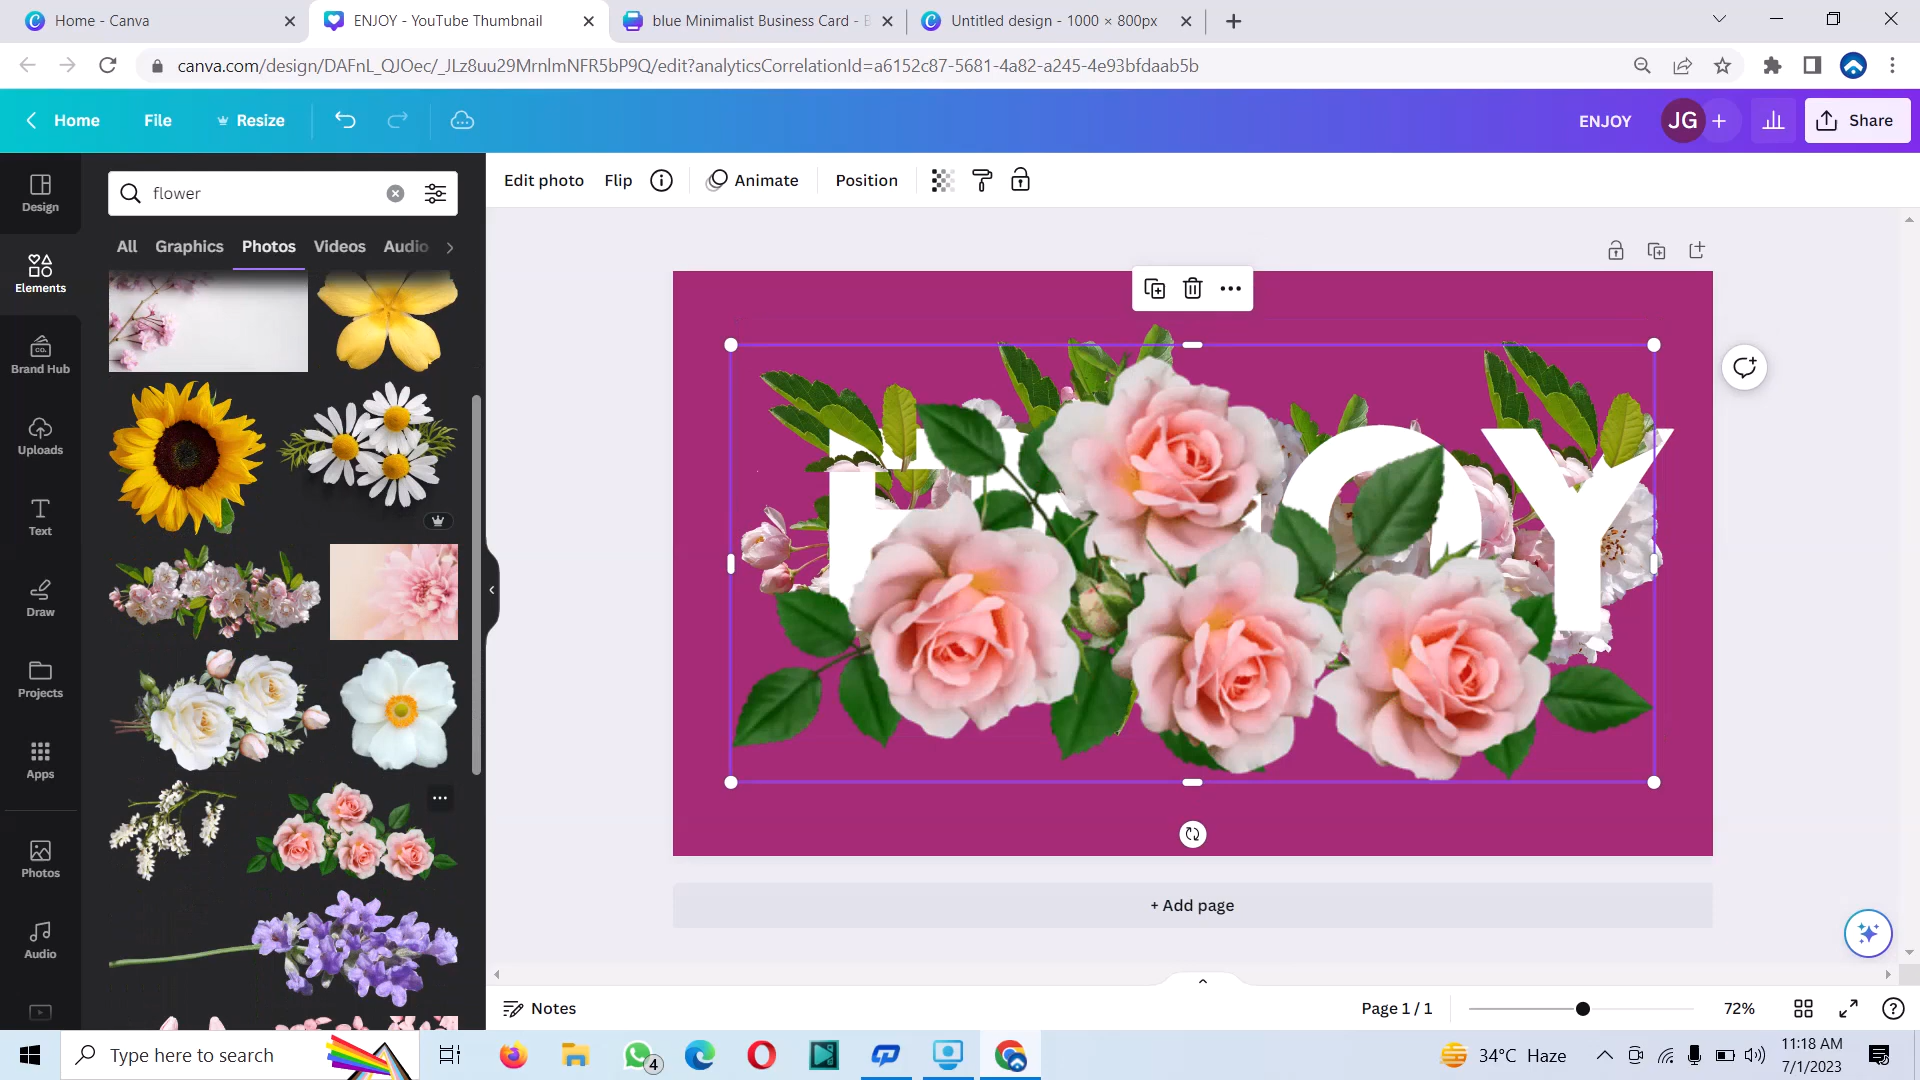 Home - Canva
ENJOY - YouTube Thumbnail
blue Minimalist Business Card - B
Untitled design - 1000 × 800px
canva.com/design/DAFnL_QJOec/_JLz8uu29MrnlmNFR5bP9Q/edit?analyticsCorrelationId=a6152c87-5681-4a82-a245-4e93bfdaab5b
Home
File
Resize
ENJOY
JG
+
Share
Design
Elements
Brand Hub
Uploads
Text
Draw
Projects
Apps
Photos
Audio
flower
All
Graphics
Photos
Videos
Audio
Edit photo
Flip
Animate
Position
OY
+ Add page
Notes
Page 1 / 1
72%
Type here to search
4
34°C Haze
11:18 AM
7/1/2023